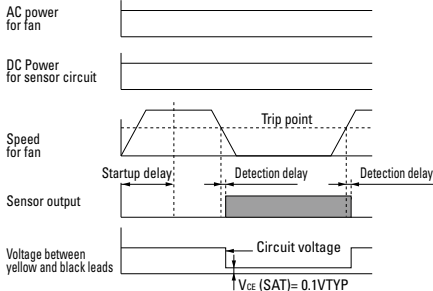 AC power
for fan
DC Power
for sensor circuit
Trip point
Speed
for fan
Startup delay
Detection delay
Detection delay
Sensor output
Circuit voltage
Voltage between
yellow and black leads
VCE (SAT)= 0.1VTYP